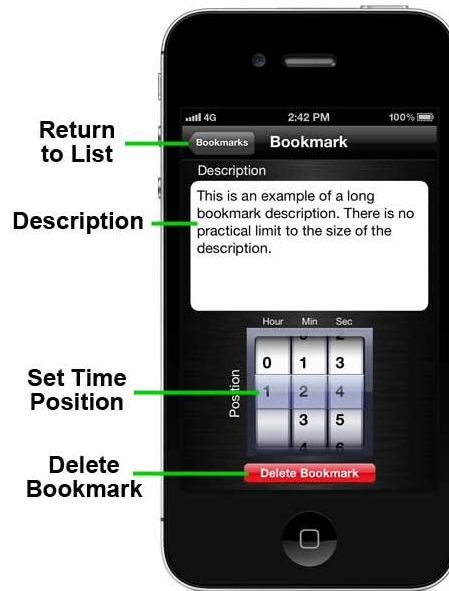 4G
2:42 PM
100%
Bookmarks
Bookmark
Return
to List
Description
Description
This is an example of a long
bookmark description. There is no
practical limit to the size of the
description.
Hour Min Sec
0 1 3
Set Time
Position
Position
1 2 4
3 5
4 6
Delete
Bookmark
Delete Bookmark